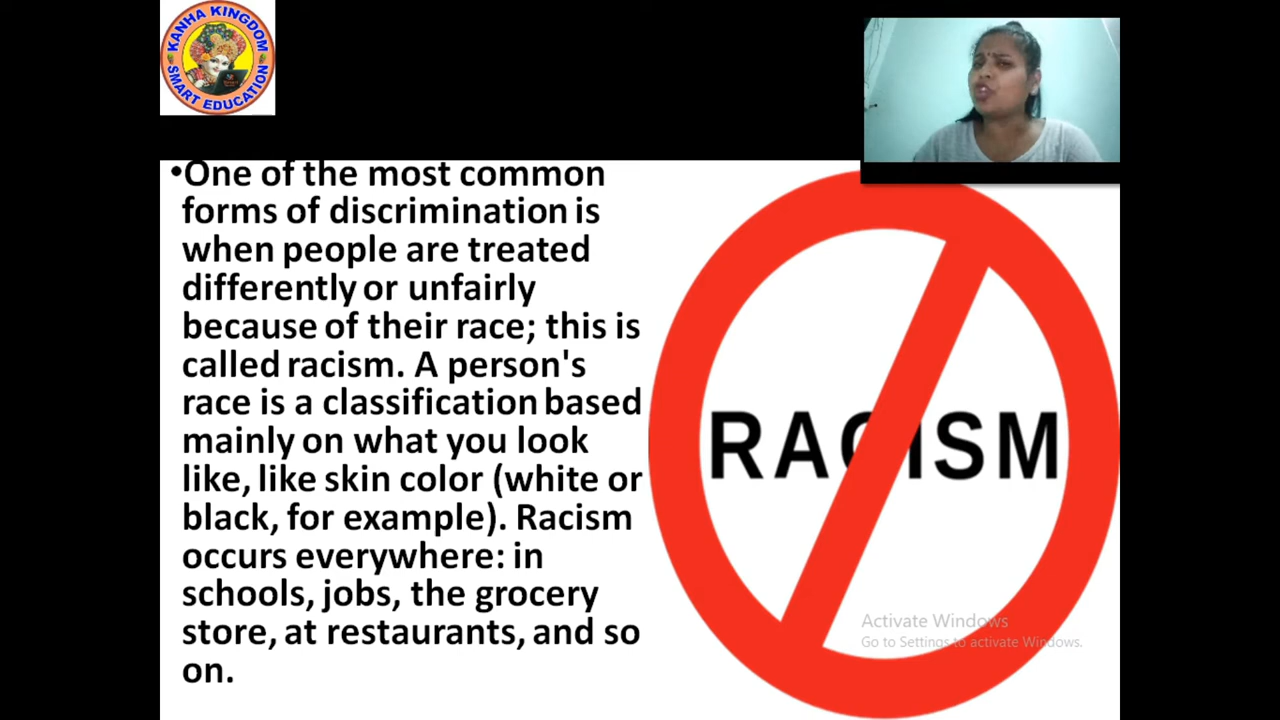 KANHA KINGDOM
SMART EDUCATION
•One of the most common
forms of discrimination is
when people are treated
differently or unfairly
because of their race; this is
called racism. A person's
race is a classification based
mainly on what you look
like, like skin color (white or
black, for example). Racism
occurs everywhere: in
schools, jobs, the grocery
store, at restaurants, and so
on.
RACISM
Activate Windows
Go to Settings to activate Windows.